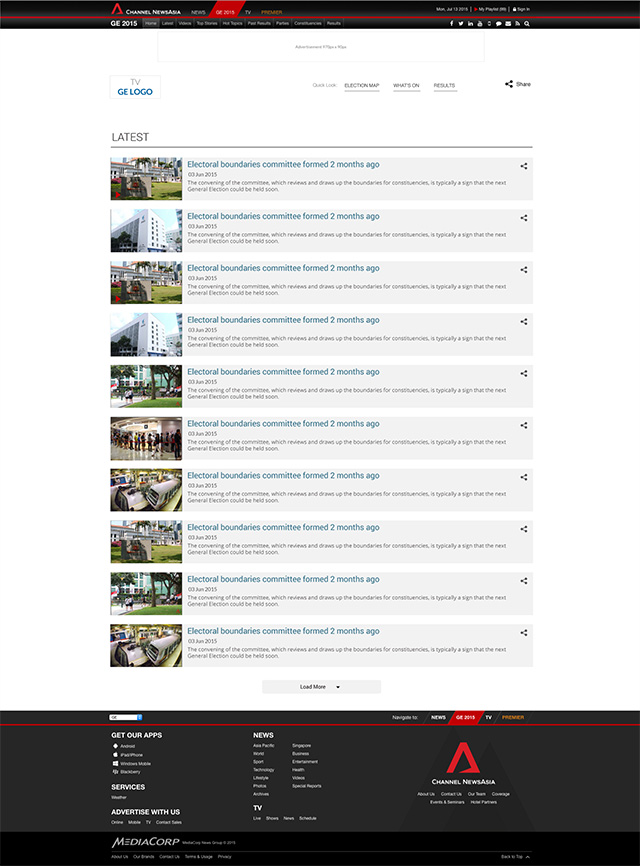 CHANNEL NEWSASIA NEWS GE 2015 TV PREMIER Mon, Jul 13 2015 My Playlist (99) Sign In
GE 2015 Home Latest Videos Top Stories Hot Topics Past Results Parties Constituencies Results
Advertisement 970px x 90px
TV
GE LOGO
Quick Look: ELECTION MAP WHAT'S ON RESULTS Share
LATEST
Electoral boundaries committee formed 2 months ago
03 Jun 2015
The convening of the committee, which reviews and draws up the boundaries for constituencies, is typically a sign that the next
General Election could be held soon.
Electoral boundaries committee formed 2 months ago
03 Jun 2015
The convening of the committee, which reviews and draws up the boundaries for constituencies, is typically a sign that the next
General Election could be held soon.
Electoral boundaries committee formed 2 months ago
03 Jun 2015
The convening of the committee, which reviews and draws up the boundaries for constituencies, is typically a sign that the next
General Election could be held soon.
Electoral boundaries committee formed 2 months ago
03 Jun 2015
The convening of the committee, which reviews and draws up the boundaries for constituencies, is typically a sign that the next
General Election could be held soon.
Electoral boundaries committee formed 2 months ago
03 Jun 2015
The convening of the committee, which reviews and draws up the boundaries for constituencies, is typically a sign that the next
General Election could be held soon.
Electoral boundaries committee formed 2 months ago
03 Jun 2015
The convening of the committee, which reviews and draws up the boundaries for constituencies, is typically a sign that the next
General Election could be held soon.
Electoral boundaries committee formed 2 months ago
03 Jun 2015
The convening of the committee, which reviews and draws up the boundaries for constituencies, is typically a sign that the next
General Election could be held soon.
Electoral boundaries committee formed 2 months ago
03 Jun 2015
The convening of the committee, which reviews and draws up the boundaries for constituencies, is typically a sign that the next
General Election could be held soon.
Electoral boundaries committee formed 2 months ago
03 Jun 2015
The convening of the committee, which reviews and draws up the boundaries for constituencies, is typically a sign that the next
General Election could be held soon.
Electoral boundaries committee formed 2 months ago
03 Jun 2015
The convening of the committee, which reviews and draws up the boundaries for constituencies, is typically a sign that the next
General Election could be held soon.
Load More
GE Navigate to: NEWS GE 2015 TV PREMIER
GET OUR APPS
Android
iPad/iPhone
Windows Mobile
Blackberry
SERVICES
Weather
ADVERTISE WITH US
Online Mobile TV Contact Sales
NEWS
Asia Pacific Singapore
World Business
Sport Entertainment
Technology Health
Lifestyle Videos
Photos Special Reports
Archives
TV
Live Shows News Schedule
CHANNEL NEWSASIA
About Us Contact Us Our Team Coverage
Events & Seminars Hotel Partners
MEDIACORP MediaCorp News Group © 2015
About Us Our Brands Contact Us Terms & Usage Privacy Back to Top